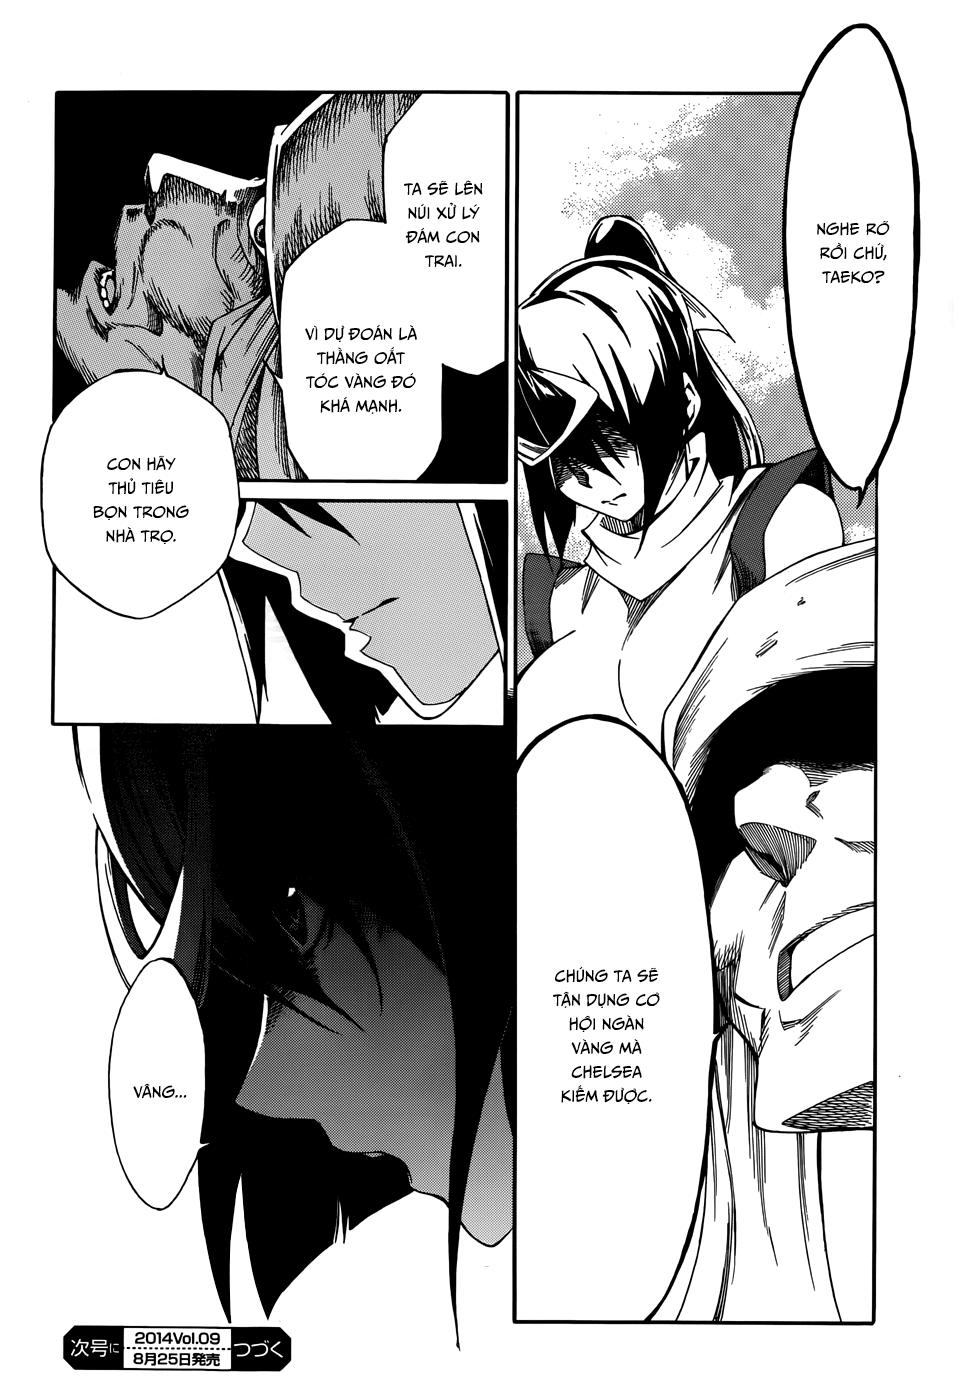 NGHE RÕ
RỒI CHỨ,
TAEKO?
CHÚNG TA SẼ
TẬN DỤNG CƠ
HỘI NGÀN
VÀNG MÀ
CHELSEA
KIẾM ĐƯỢC.
TA SẼ LÊN
NÚI XỬ LÝ
ĐÁM CON
TRAI.
VÌ DỰ ĐOÁN LÀ
THẰNG OẮT
TÓC VÀNG ĐÓ
KHÁ MẠNH.
CON HÃY
THỦ TIÊU
BỌN TRONG
NHÀ TRỌ.
VÂNG...
次号に
2014Vol.09
8月25日発売
つづく